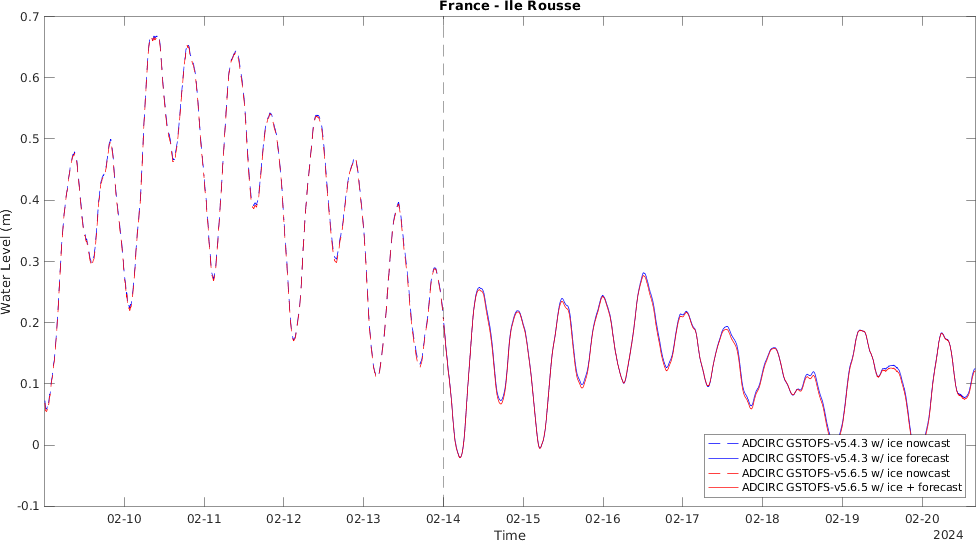 France - Ile Rousse
0.7
0.6
0.5
0.4
0.3
0.2
0.1
0
-0.1
Water Level (m)
ADCIRC GSTOFS-v5.4.3 w/ ice nowcast
ADCIRC GSTOFS-v5.4.3 w/ ice forecast
ADCIRC GSTOFS-v5.6.5 w/ ice nowcast
ADCIRC GSTOFS-v5.6.5 w/ ice + forecast
02-10 02-11 02-12 02-13 02-14 02-15 02-16 02-17 02-18 02-19 02-20
Time
2024